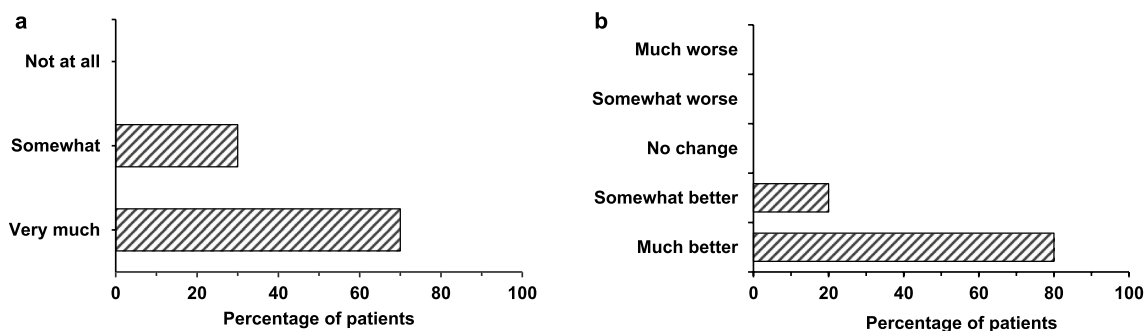 a
Not at all
Somewhat
Very much
0 20 40 60 80 100
Percentage of patients
b
Much worse
Somewhat worse
No change
Somewhat better
Much better
0 20 40 60 80 100
Percentage of patients